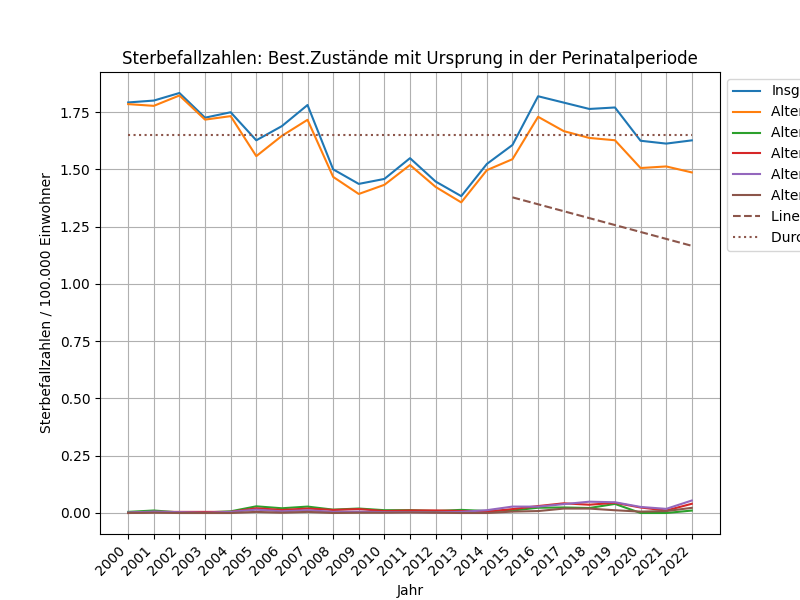 Sterbefallzahlen: Best.Zustände mit Ursprung in der Perinatalperiode
Sterbefallzahlen / 100.000 Einwohner
1.75
1.50
1.25
1.00
0.75
0.50
0.25
0.00
2000
2001
2002
2003
2004
2005
2006
2007
2008
2009
2010
2011
2012
2013
2014
2015
2016
2017
2018
2019
2020
2021
2022
Jahr
Insg
Alter
Alter
Alter
Alter
Alter
Line
Durc